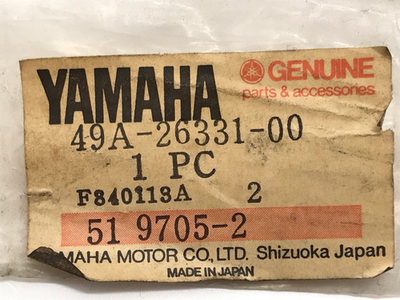 YAMAHA GENUINE
parts & accessories
49A-26331-00
1 PC
F840113A 2
51 9705-2
MAHA MOTOR CO., LTD. Shizuoka Japan
MADE IN JAPAN